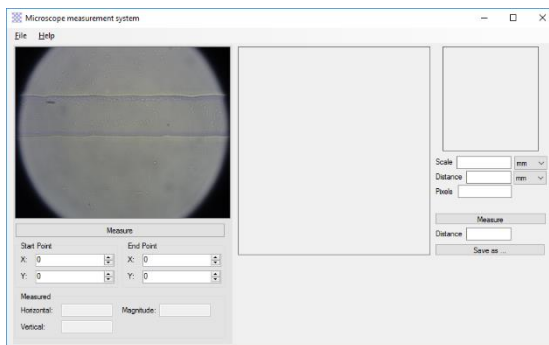 Microscope measurement system
File Help
Measure
Start Point
X: 0
Y: 0
End Point
X: 0
Y: 0
Measured
Horizontal:
Magnitude:
Vertical:
Scale mm
Distance mm
Pixels
Measure
Distance
Save as ...